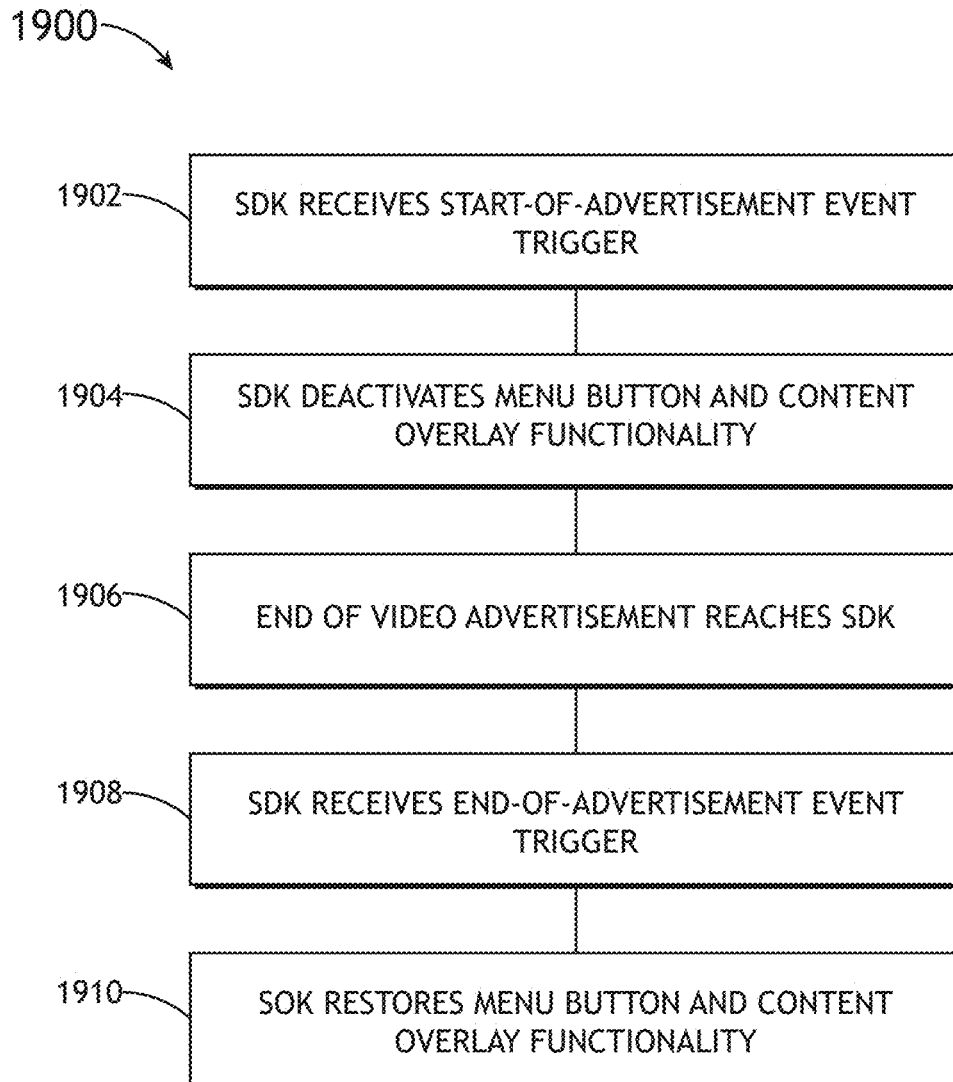 1900
1902
SDK RECEIVES START-OF-ADVERTISEMENT EVENT
TRIGGER
1904
SDK DEACTIVATES MENU BUTTON AND CONTENT
OVERLAY FUNCTIONALITY
1906
END OF VIDEO ADVERTISEMENT REACHES SDK
1908
SDK RECEIVES END-OF-ADVERTISEMENT EVENT
TRIGGER
1910
SOK RESTORES MENU BUTTON AND CONTENT
OVERLAY FUNCTIONALITY